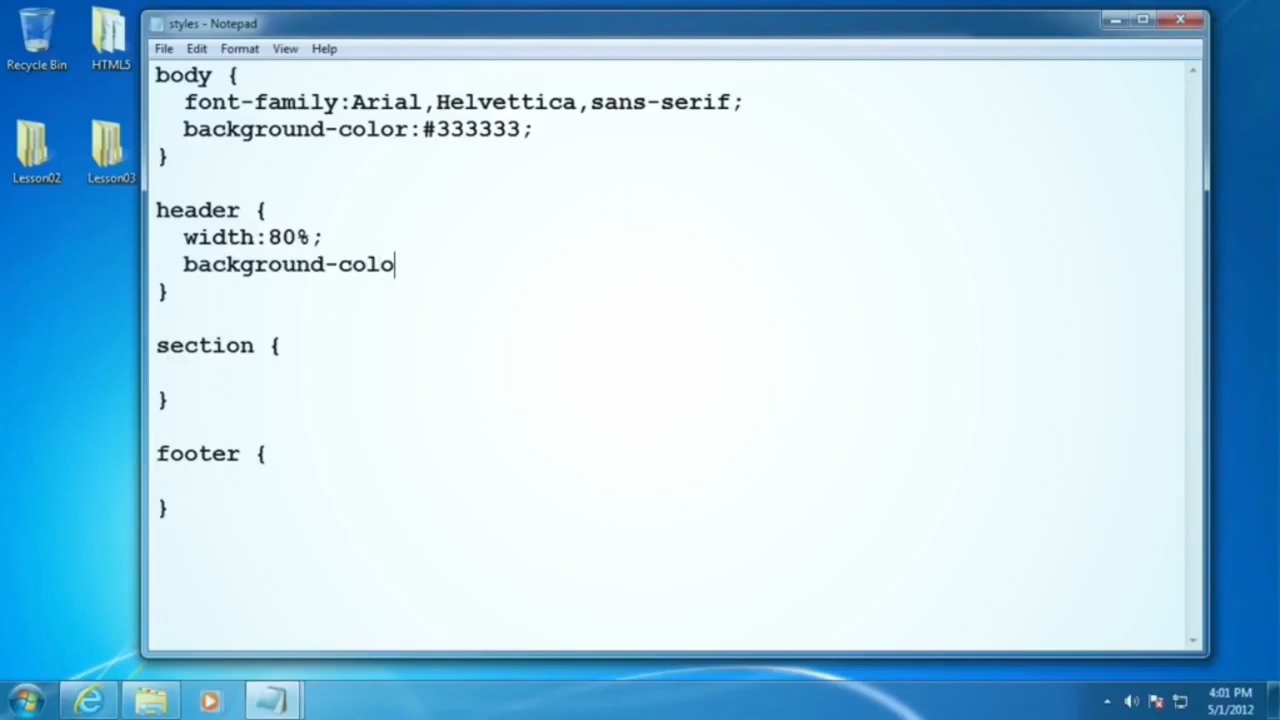 styles - Notepad
File Edit Format View Help
body {
font-family:Arial,Helvettica,sans-serif;
background-color:#333333;
}
header {
width:80%;
background-colo
}
section {
}
footer {
}
Recycle Bin
HTML5
Lesson02
Lesson03
4:01 PM
5/1/2012